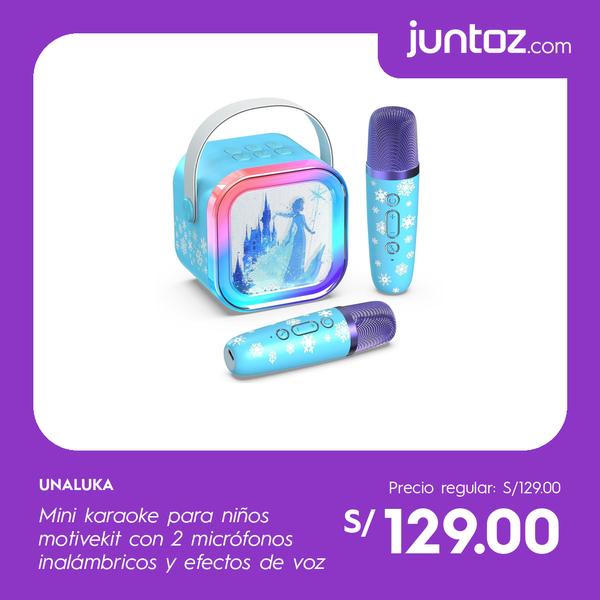 juntoz.com
UNALUKA
Mini karaoke para niños
motivekit con 2 micrófonos
inalámbricos y efectos de voz
Precio regular: S/129.00
S/ 129.00